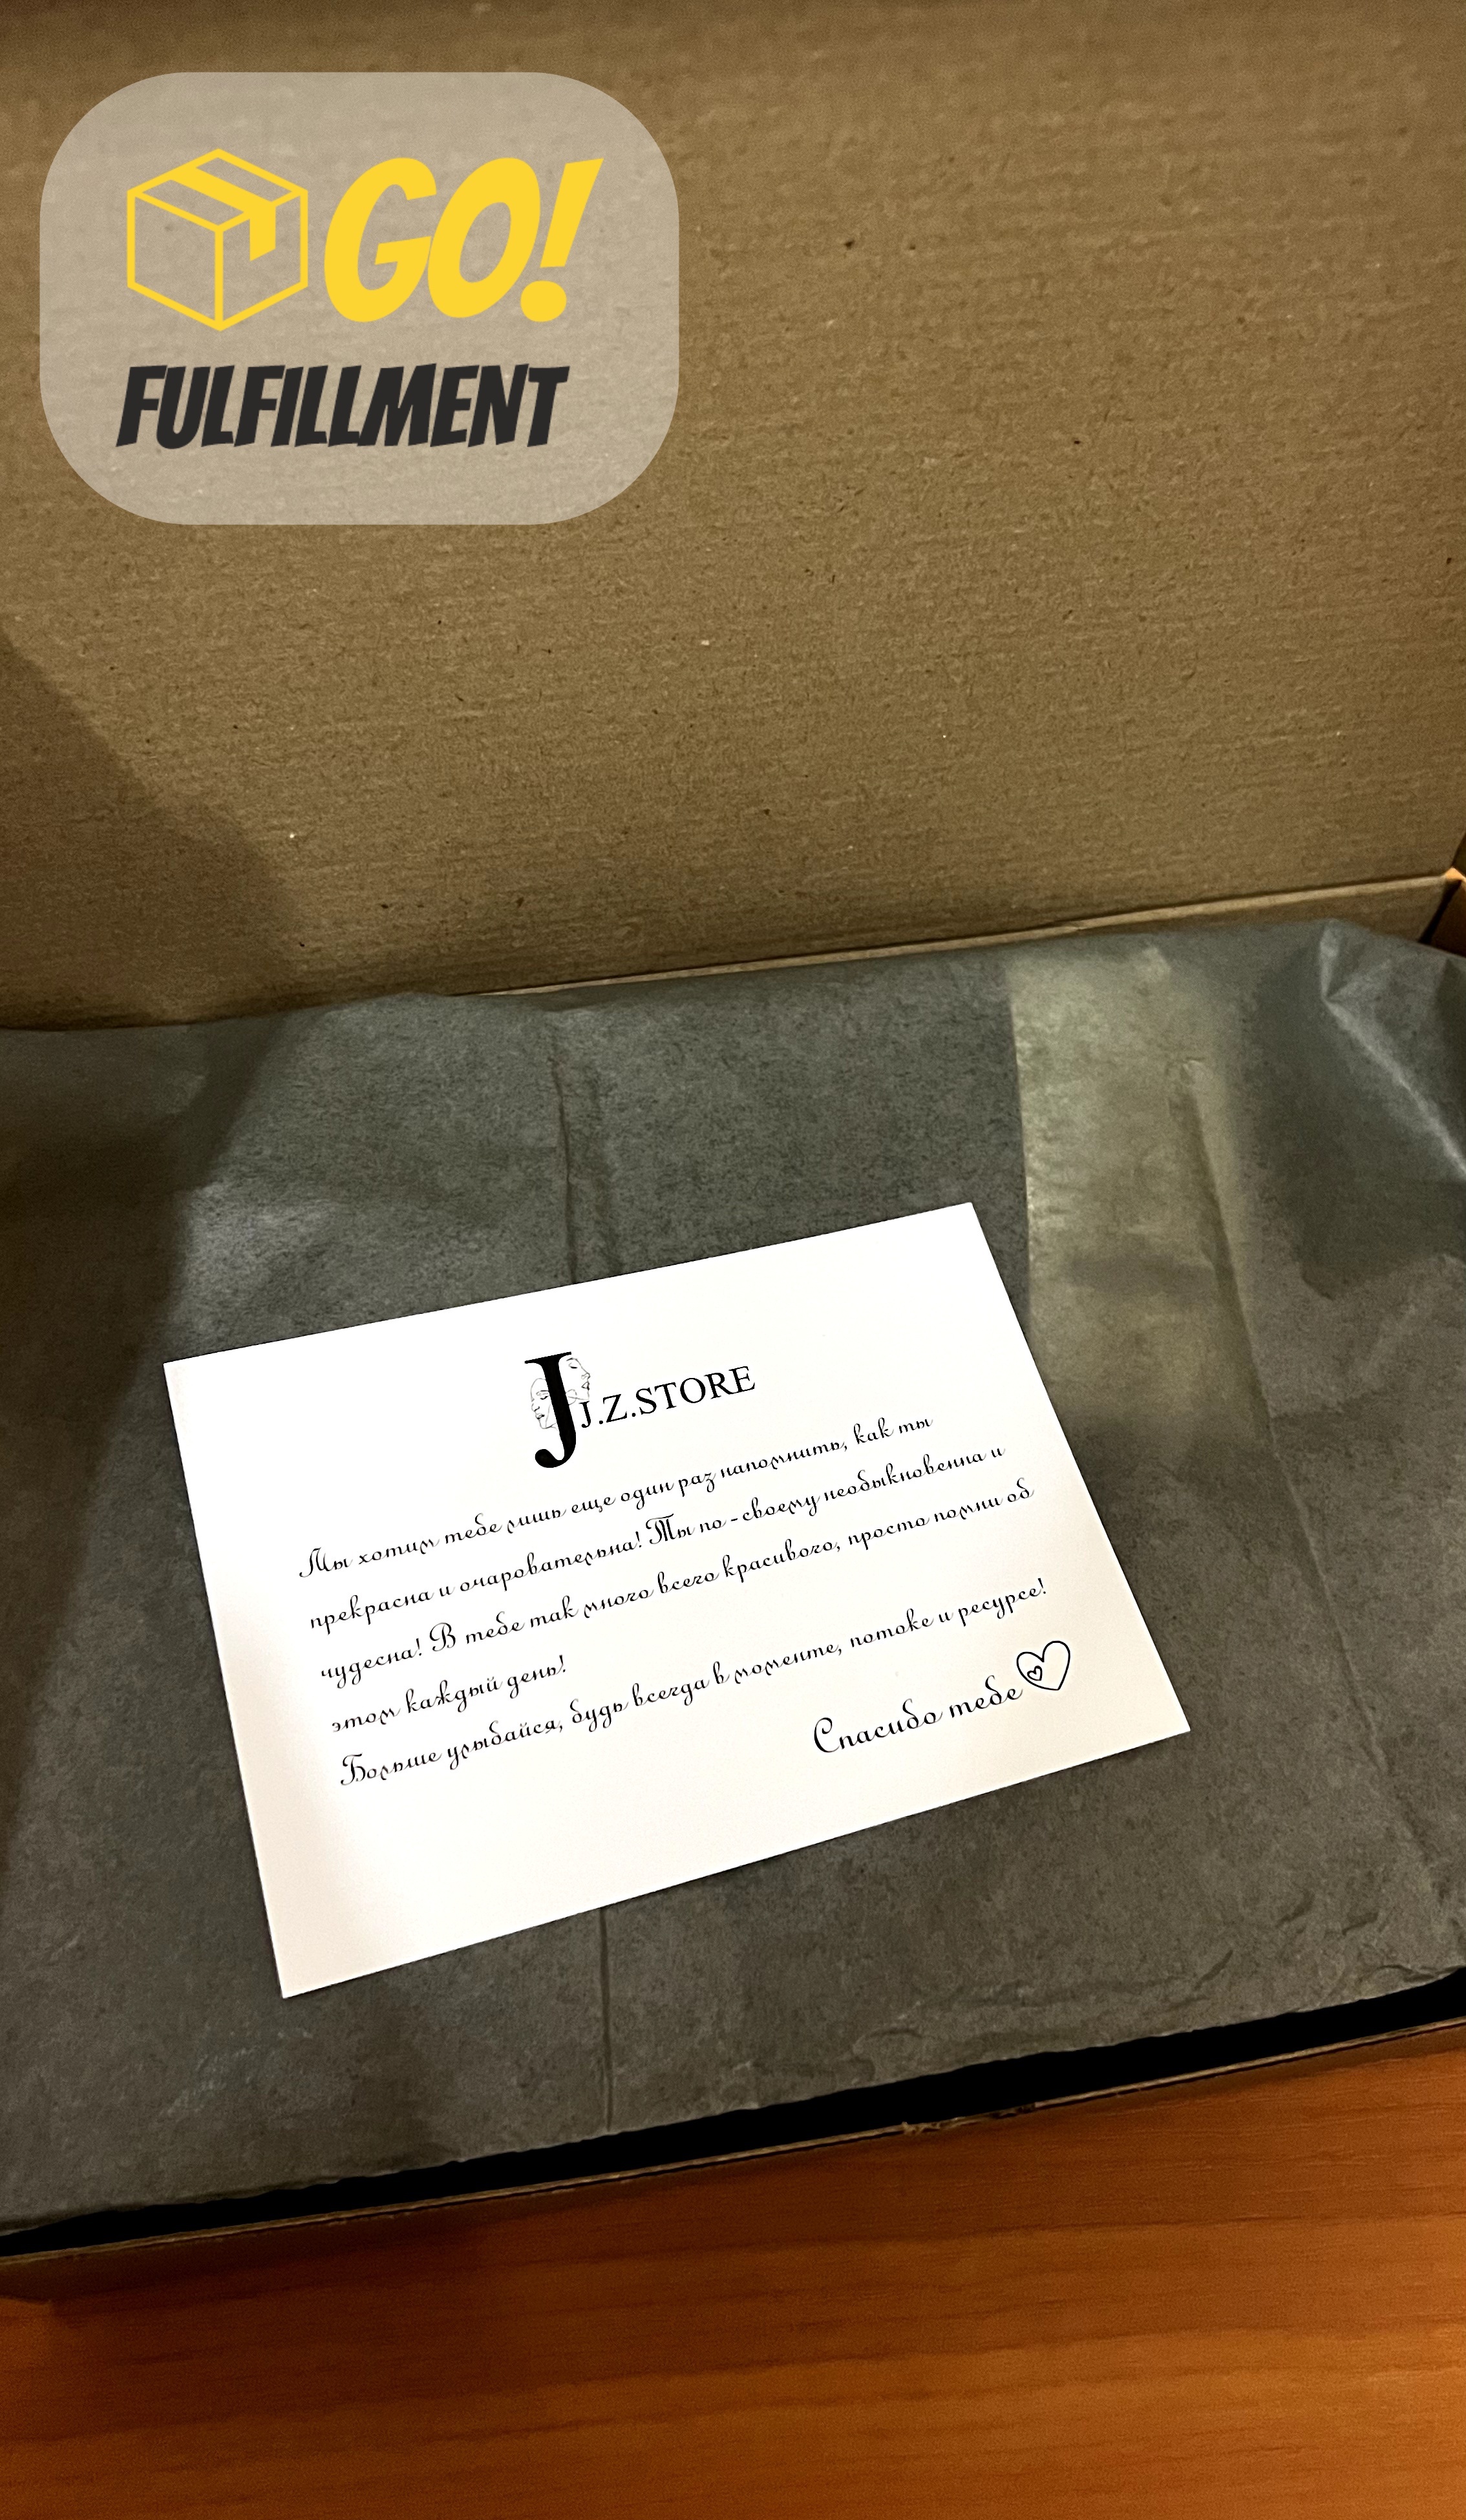 GO!
FULFILLMENT
J
J.Z.STORE
Мы хотим тебе лишь еще один раз напомнить, как ты
прекрасна и очаровательна! Ты по-своему необыкновенна и
чудесна! В тебе так много всего красивого, просто помни об
этом каждый день!
Больше улыбайся, будь всегда в моменте, потоке и ресурсе!
Спасибо тебе